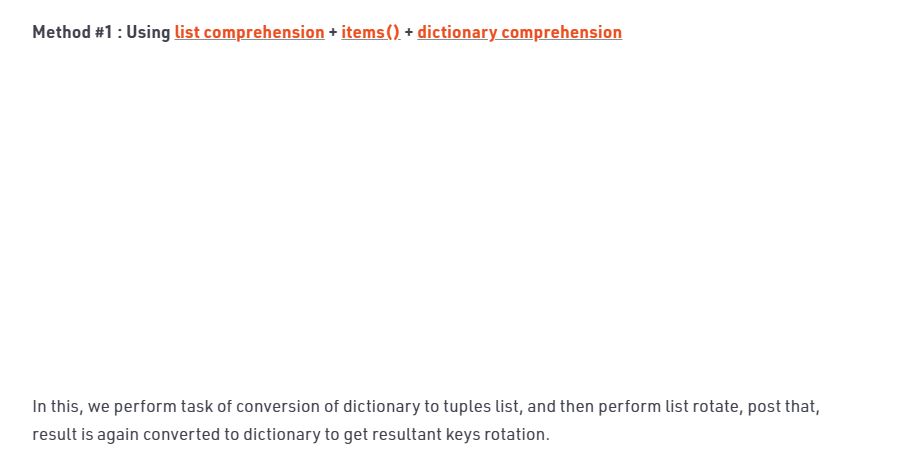 Method #1 : Using list comprehension + items() + dictionary comprehension
In this, we perform task of conversion of dictionary to tuples list, and then perform list rotate, post that,
result is again converted to dictionary to get resultant keys rotation.